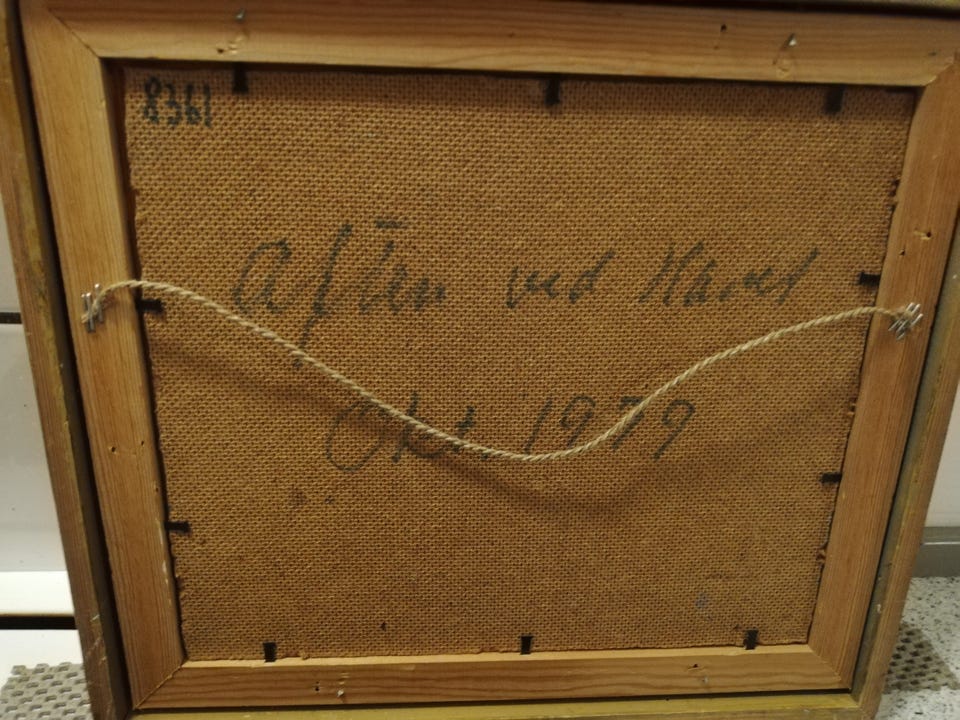 8361
Aften ved Havet
Okt. 1979